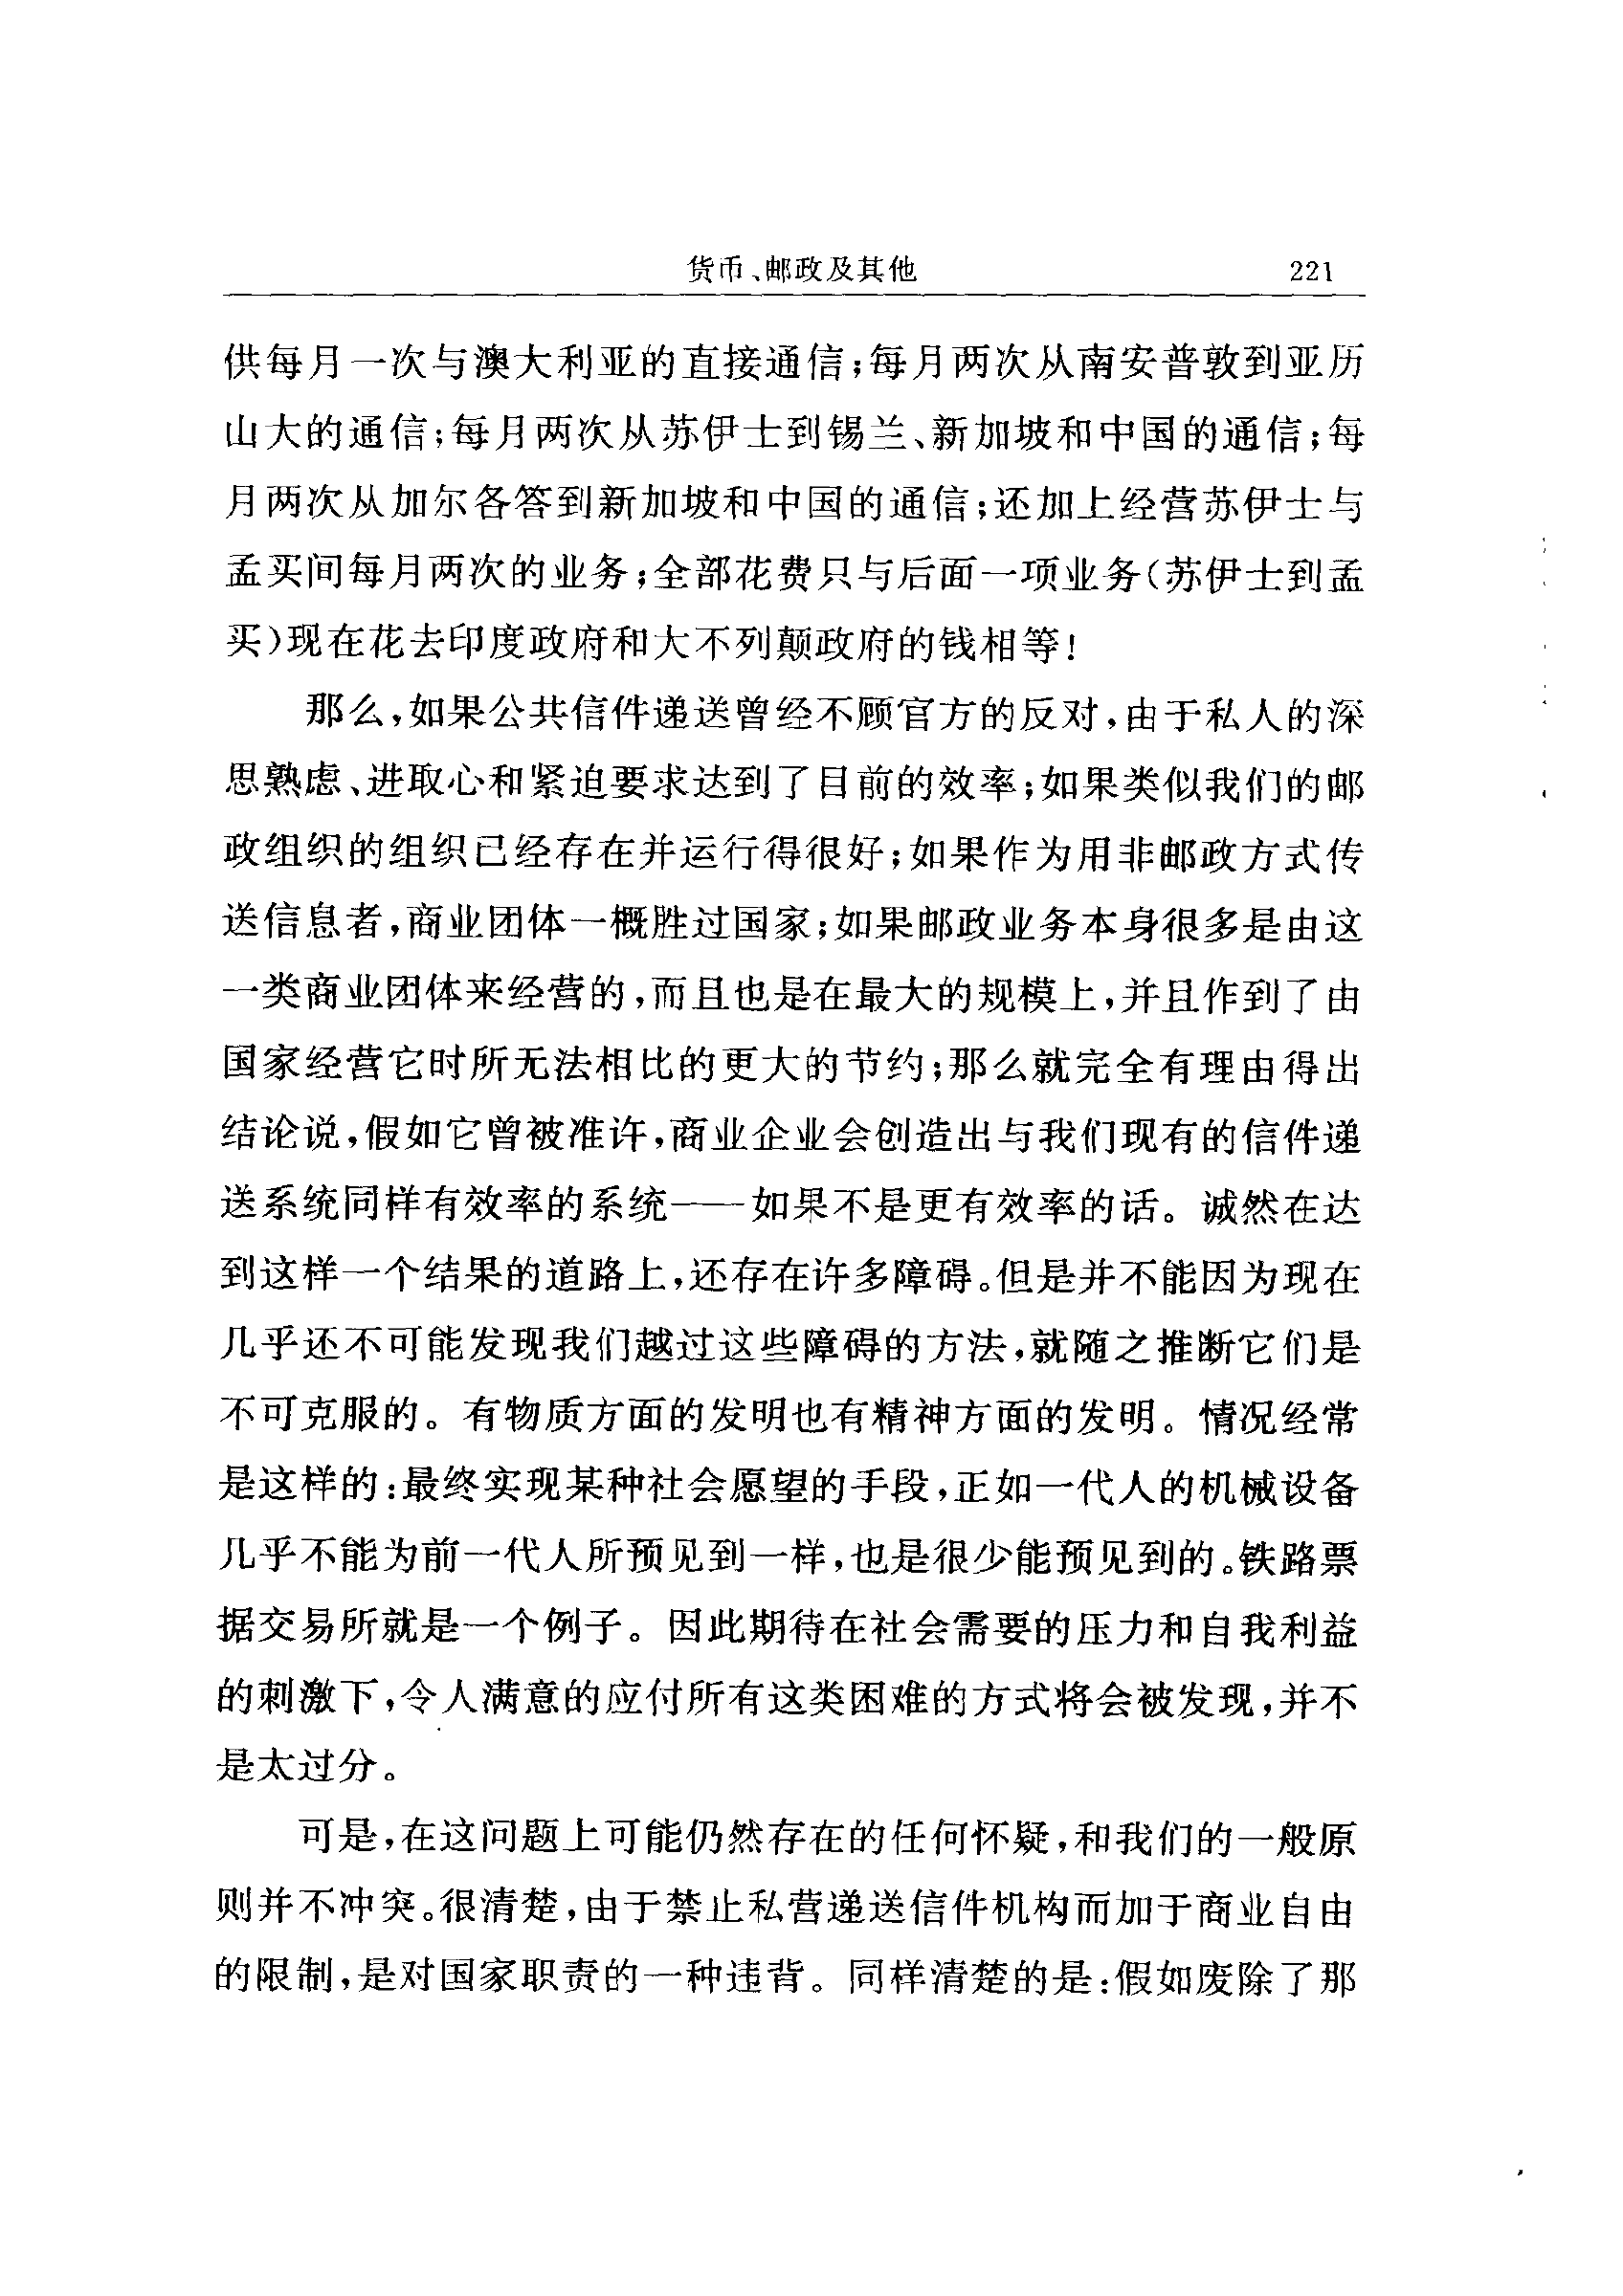 货币、邮政及其他 221
供每月一次与澳大利亚的直接通信;每月两次从南安普敦到亚历
山大的通信;每月两次从苏伊士到锡兰、新加坡和中国的通信;每
月两次从加尔各答到新加坡和中国的通信;还加上经营苏伊士与
孟买间每月两次的业务;全部花费只与后面一项业务(苏伊士到孟
买)现在花去印度政府和大不列颠政府的钱相等!
那么,如果公共信件递送曾经不顾官方的反对,由于私人的深
思熟虑、进取心和紧迫要求达到了目前的效率;如果类似我们的邮
政组织的组织已经存在并运行得很好;如果作为用非邮政方式传
送信息者,商业团体一概胜过国家;如果邮政业务本身很多是由这
一类商业团体来经营的,而且也是在最大的规模上,并且作到了由
国家经营它时所无法相比的更大的节约;那么就完全有理由得出
结论说,假如它曾被准许,商业企业会创造出与我们现有的信件递
送系统同样有效率的系统——如果不是更有效率的话。诚然在达
到这样一个结果的道路上,还存在许多障碍。但是并不能因为现在
几乎还不可能发现我们越过这些障碍的方法,就随之推断它们是
不可克服的。有物质方面的发明也有精神方面的发明。情况经常
是这样的:最终实现某种社会愿望的手段,正如一代人的机械设备
几乎不能为前一代人所预见到一样,也是很少能预见到的。铁路票
据交易所就是一个例子。因此期待在社会需要的压力和自我利益
的刺激下,令人满意的应付所有这类困难的方式将会被发现,并不
是太过分。
可是,在这问题上可能仍然存在的任何怀疑,和我们的一般原
则并不冲突。很清楚,由于禁止私营递送信件机构而加于商业自由
的限制,是对国家职责的一种违背。同样清楚的是:假如废除了那